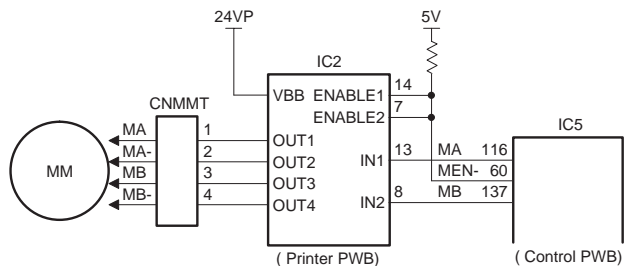 24VP 5V
IC2
CNMMT VBB ENABLE1 14
ENABLE2 7 IC5
MA 1 OUT1
MA- 2 OUT2 IN1 13 MA 116
MM MB 3 OUT3 MEN- 60
MB- 4 OUT4 IN2 8 MB 137
( Printer PWB) ( Control PWB)